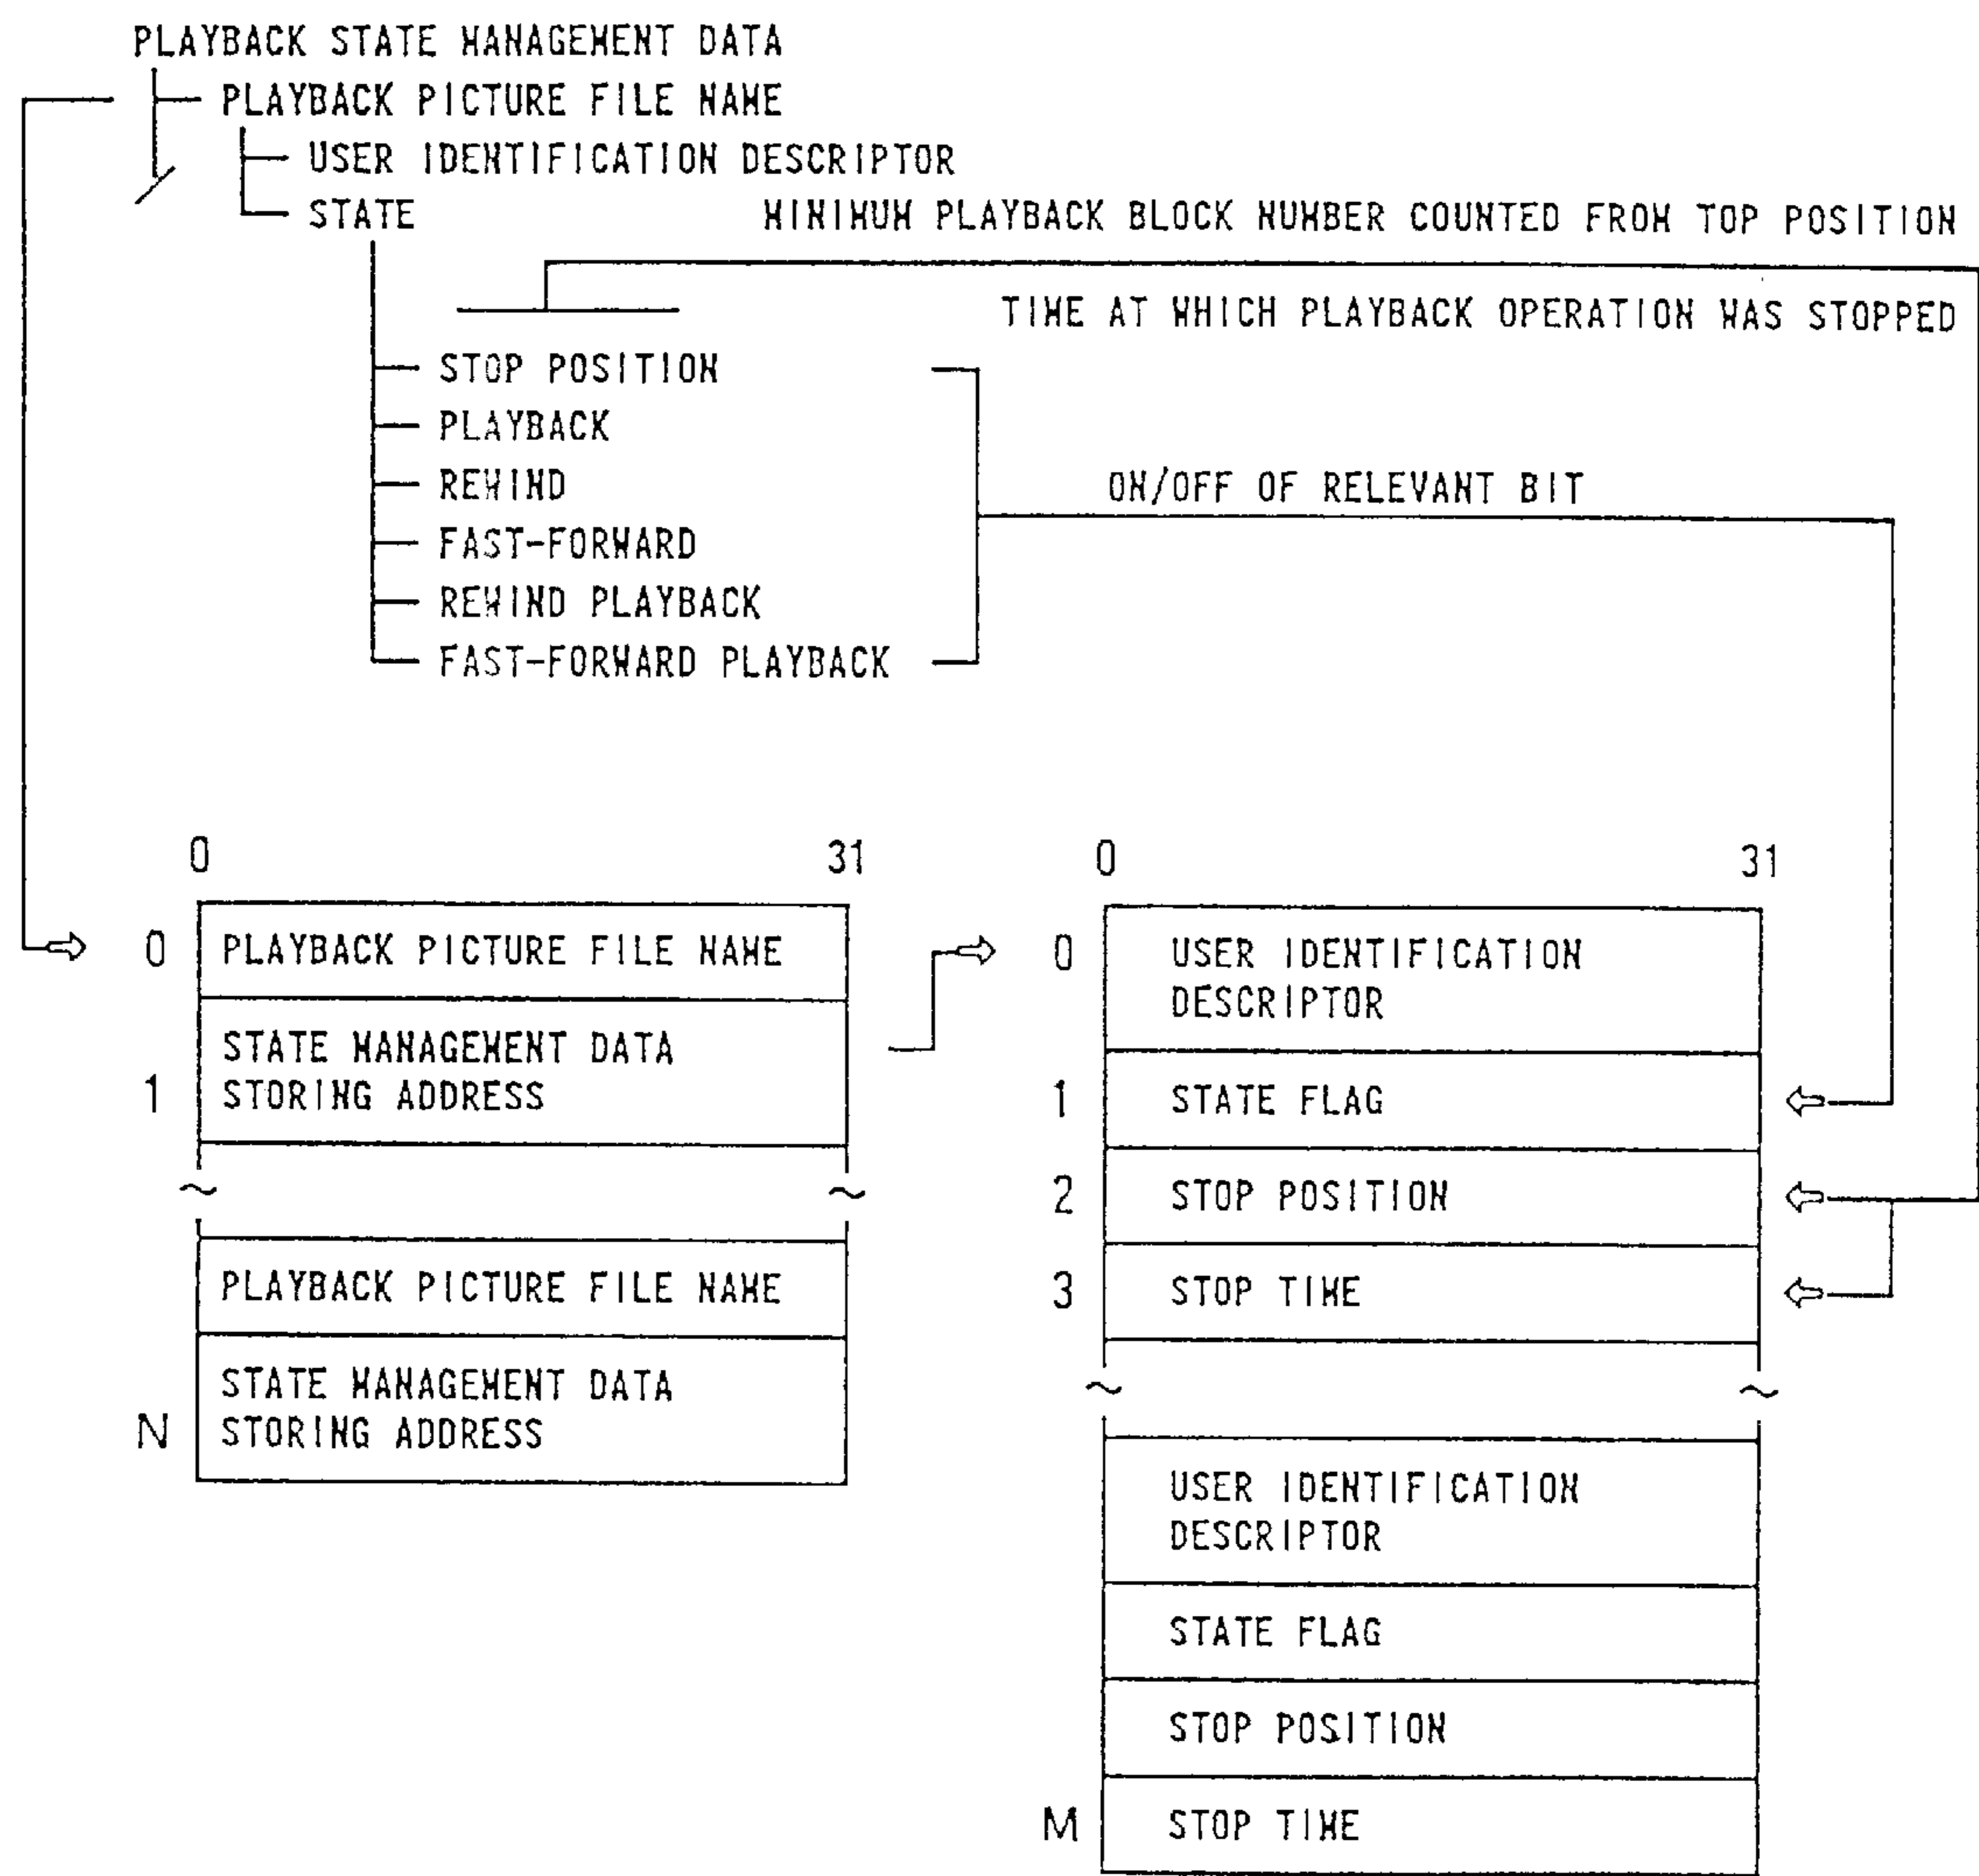 PLAYBACK STATE MANAGEMENT DATA
PLAYBACK PICTURE FILE NAME
USER IDENTIFICATION DESCRIPTOR
STATE
MINIMUM PLAYBACK BLOCK NUMBER COUNTED FROM TOP POSITION
TIME AT WHICH PLAYBACK OPERATION WAS STOPPED
STOP POSITION
PLAYBACK
REWIND
ON/OFF OF RELEVANT BIT
FAST-FORWARD
REWIND PLAYBACK
FAST-FORWARD PLAYBACK
0 31
0 PLAYBACK PICTURE FILE NAME
STATE MANAGEMENT DATA
1 STORING ADDRESS
~ ~
PLAYBACK PICTURE FILE NAME
STATE MANAGEMENT DATA
N STORING ADDRESS
0 31
0 USER IDENTIFICATION
DESCRIPTOR
1 STATE FLAG
2 STOP POSITION
3 STOP TIME
~ ~
USER IDENTIFICATION
DESCRIPTOR
STATE FLAG
STOP POSITION
M STOP TIME